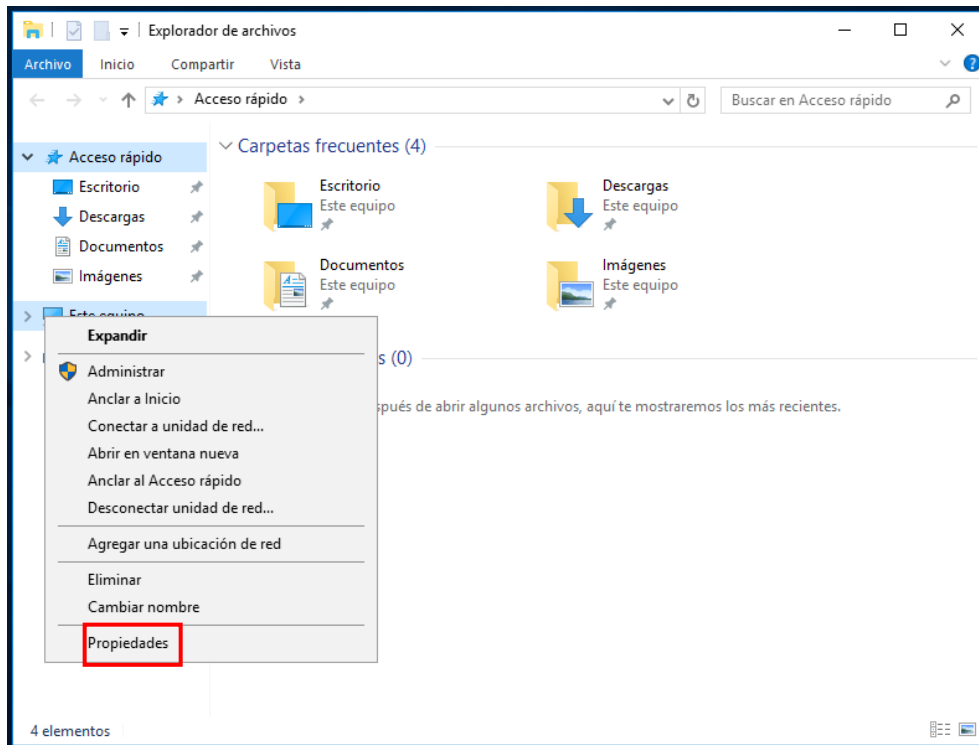 Explorador de archivos
Archivo Inicio Compartir Vista
Acceso rápido
Buscar en Acceso rápido
Acceso rápido
Escritorio
Descargas
Documentos
Imágenes
Este equipo
Carpetas frecuentes (4)
Escritorio
Este equipo
Descargas
Este equipo
Documentos
Este equipo
Imágenes
Este equipo
s (0)
spués de abrir algunos archivos, aquí te mostraremos los más recientes.
Expandir
Administrar
Anclar a Inicio
Conectar a unidad de red...
Abrir en ventana nueva
Anclar al Acceso rápido
Desconectar unidad de red...
Agregar una ubicación de red
Eliminar
Cambiar nombre
Propiedades
4 elementos